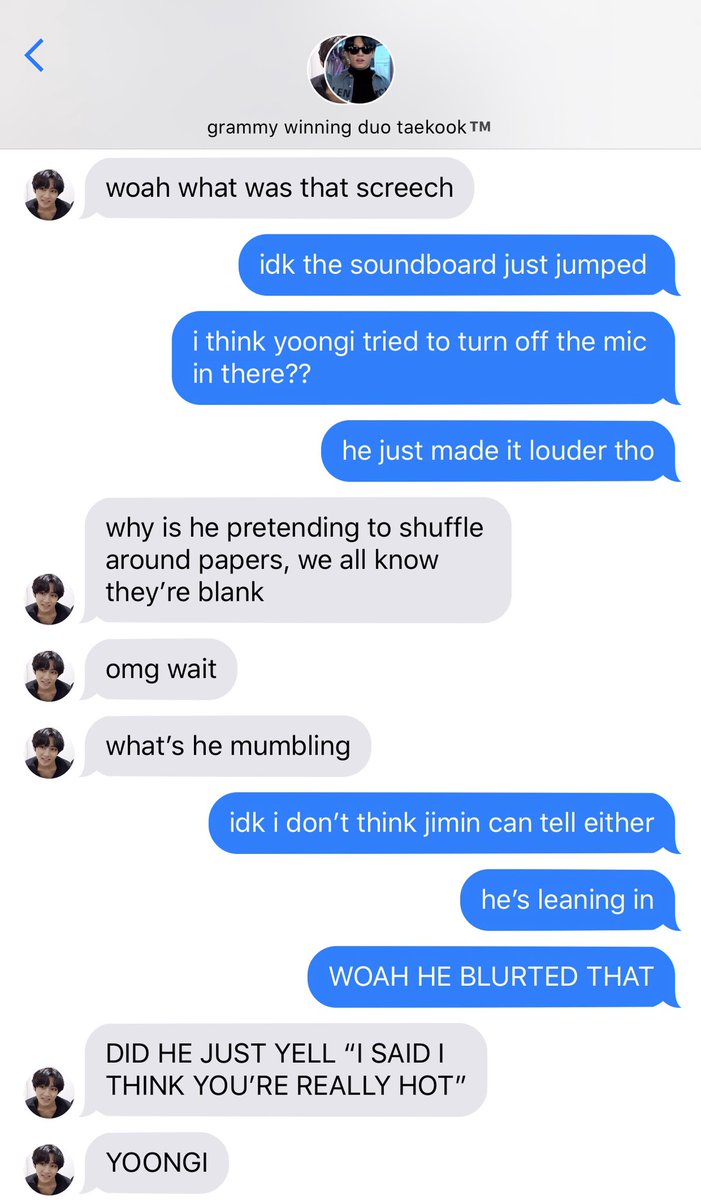 grammy winning duo taekook™
woah what was that screech
idk the soundboard just jumped
i think yoongi tried to turn off the mic
in there??
he just made it louder tho
why is he pretending to shuffle
around papers, we all know
they’re blank
omg wait
what’s he mumbling
idk i don’t think jimin can tell either
he’s leaning in
WOAH HE BLURTED THAT
DID HE JUST YELL “I SAID I
THINK YOU’RE REALLY HOT”
YOONGI